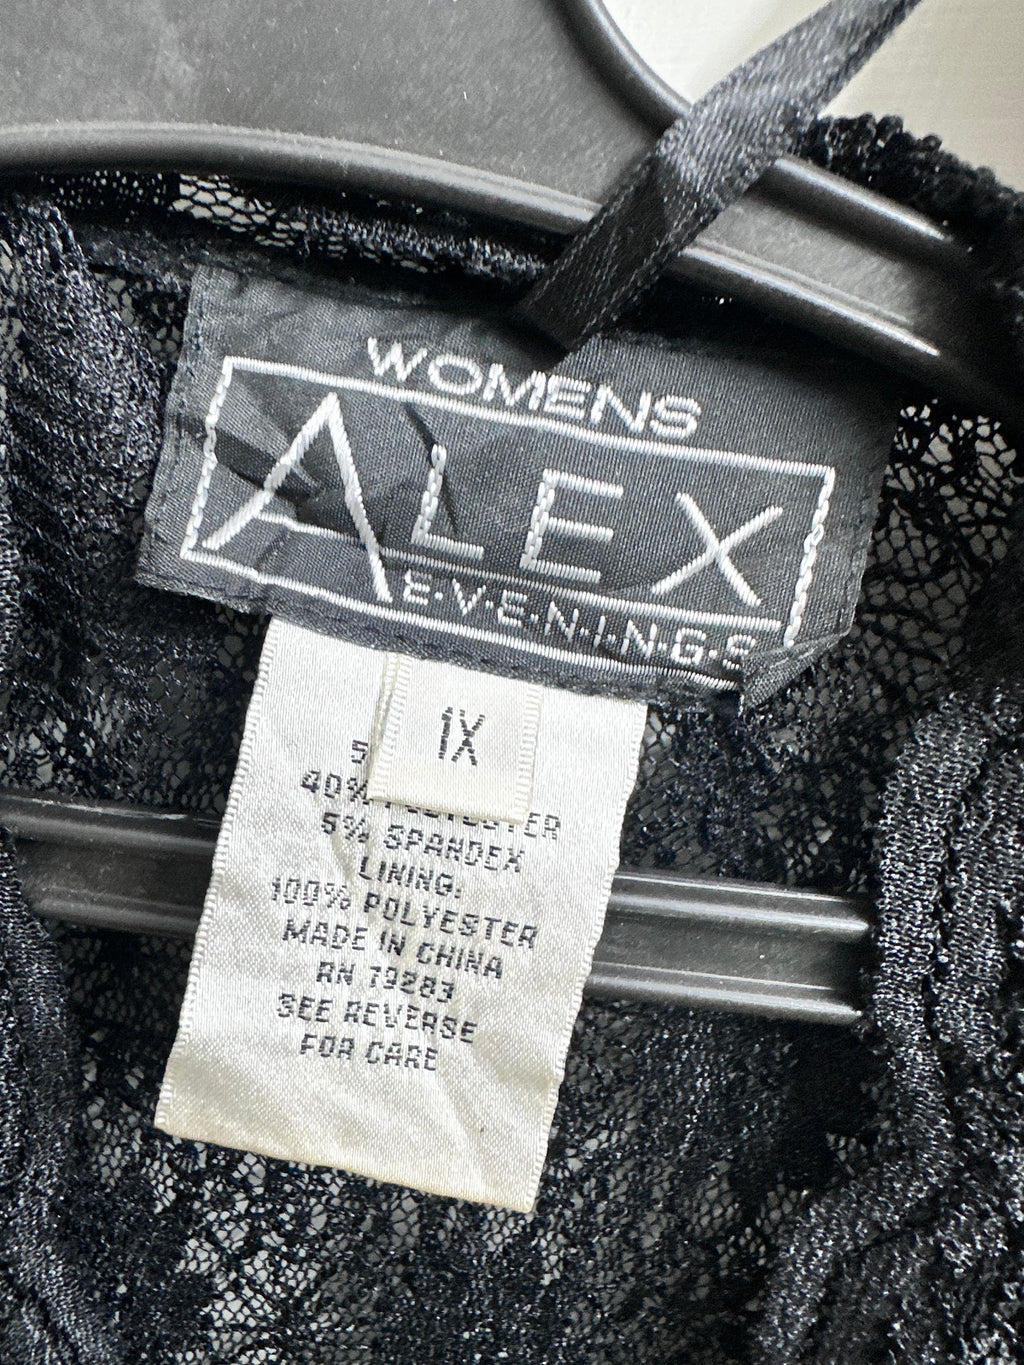 WOMENS
ALEX
E·V·E·N·I·N·G·S
1X
5
40% POLYESTER
5% SPANDEX
LINING:
100% POLYESTER
MADE IN CHINA
RN 79283
SEE REVERSE
FOR CARE